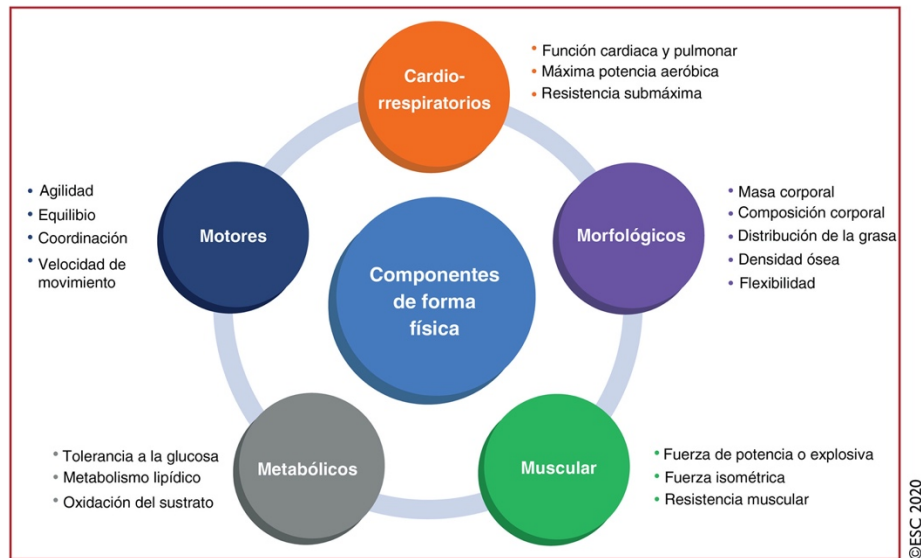 Cardio-
rrespiratorios
• Función cardiaca y pulmonar
• Máxima potencia aeróbica
• Resistencia submáxima
Morfológicos
• Masa corporal
• Composición corporal
• Distribución de la grasa
• Densidad ósea
• Flexibilidad
Muscular
• Fuerza de potencia o explosiva
• Fuerza isométrica
• Resistencia muscular
Metabólicos
• Tolerancia a la glucosa
• Metabolismo lipídico
• Oxidación del sustrato
Motores
• Agilidad
• Equilibio
• Coordinación
• Velocidad de
movimiento
Componentes
de forma
física
©ESC 2020